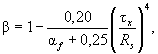 β = 1 − 0,20 / (α_f + 0,25) (τ_x / R_s)^4,